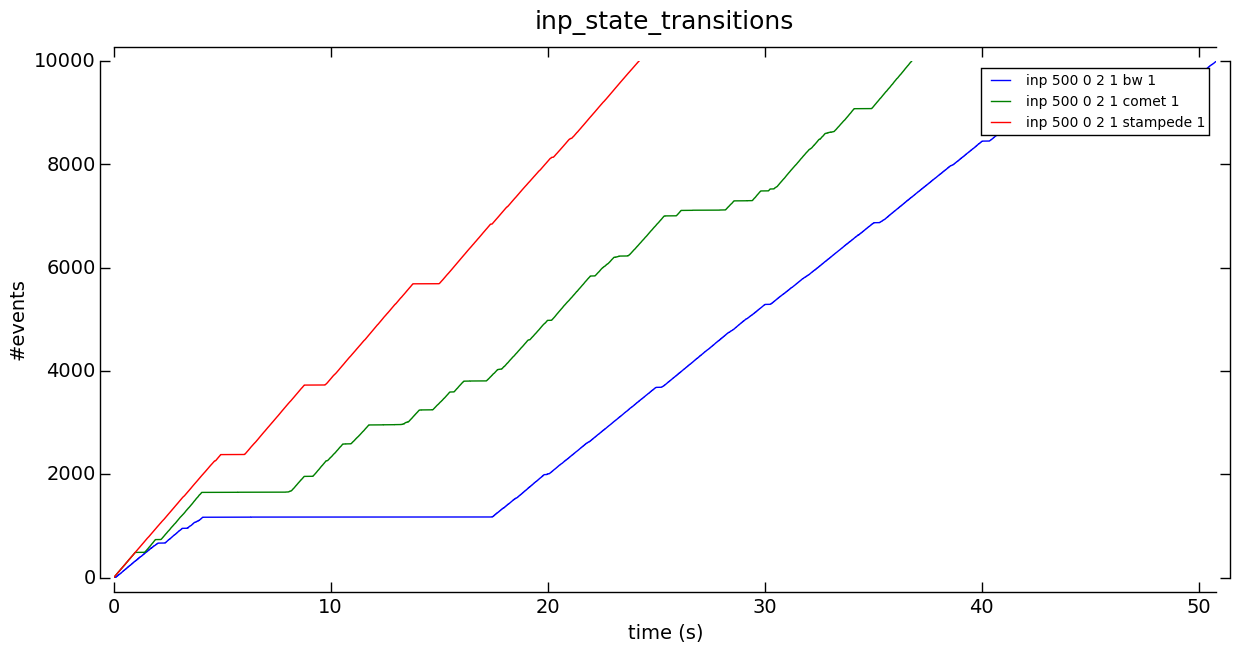 inp_state_transitions
10000
8000
6000
4000
2000
0
#events
inp 500 0 2 1 bw 1
inp 500 0 2 1 comet 1
inp 500 0 2 1 stampede 1
0 10 20 30 40 50
time (s)